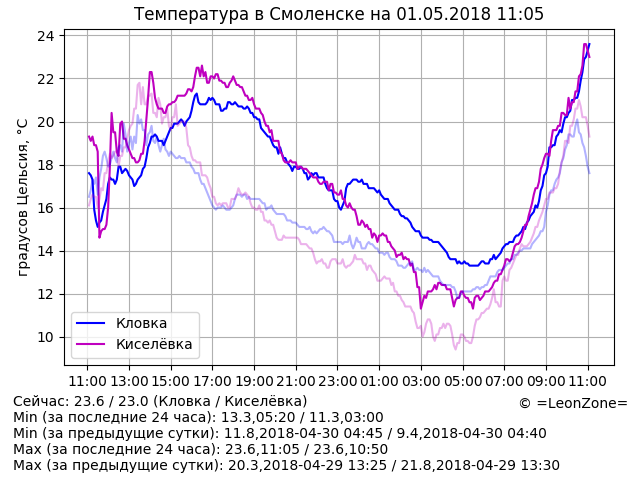 Температура в Смоленске на 01.05.2018 11:05
градусов Цельсия, °C
24
22
20
18
16
14
12
10
Кловка
Киселёвка
11:00 13:00 15:00 17:00 19:00 21:00 23:00 01:00 03:00 05:00 07:00 09:00 11:00
Сейчас: 23.6 / 23.0 (Кловка / Киселёвка)
© =LeonZone=
Min (за последние 24 часа): 13.3,05:20 / 11.3,03:00
Min (за предыдущие сутки): 11.8,2018-04-30 04:45 / 9.4,2018-04-30 04:40
Max (за последние 24 часа): 23.6,11:05 / 23.6,10:50
Max (за предыдущие сутки): 20.3,2018-04-29 13:25 / 21.8,2018-04-29 13:30